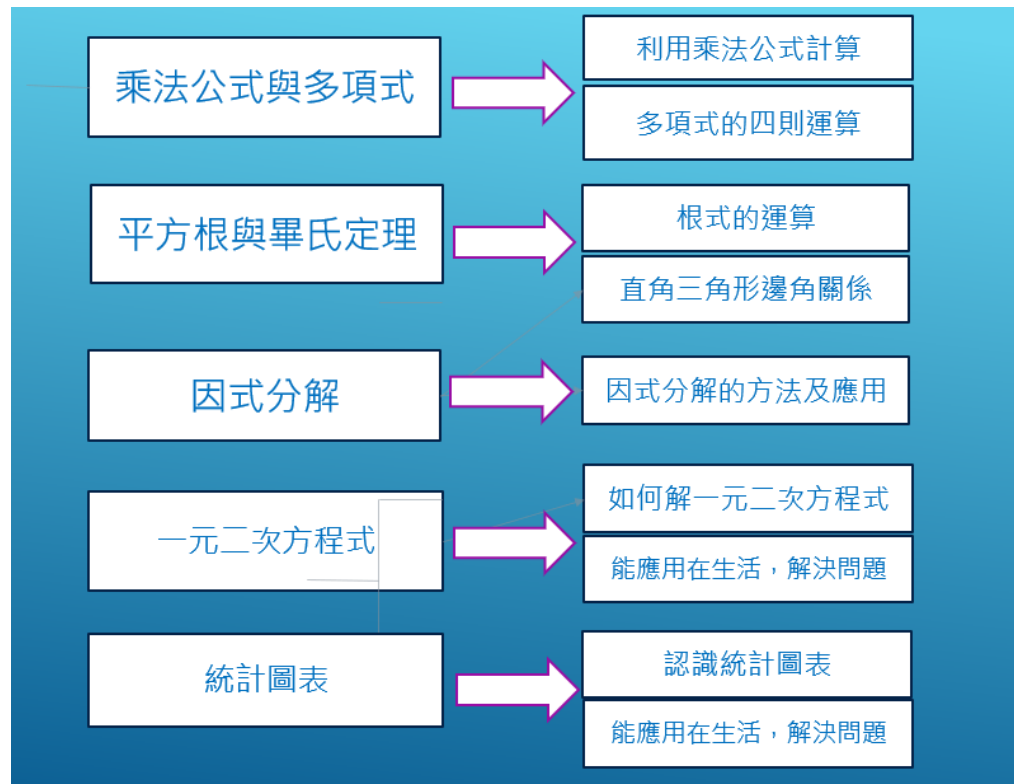 乘法公式與多項式
利用乘法公式計算
多項式的四則運算
平方根與畢氏定理
根式的運算
直角三角形邊角關係
因式分解
因式分解的方法及應用
一元二次方程式
如何解一元二次方程式
能應用在生活，解決問題
統計圖表
認識統計圖表
能應用在生活，解決問題